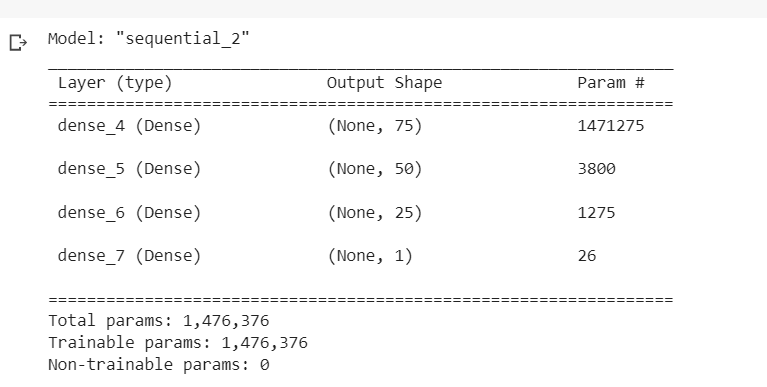 Model: "sequential_2"
_________________________________________________________________
Layer (type) Output Shape Param #
=================================================================
dense_4 (Dense) (None, 75) 1471275
dense_5 (Dense) (None, 50) 3800
dense_6 (Dense) (None, 25) 1275
dense_7 (Dense) (None, 1) 26
=================================================================
Total params: 1,476,376
Trainable params: 1,476,376
Non-trainable params: 0